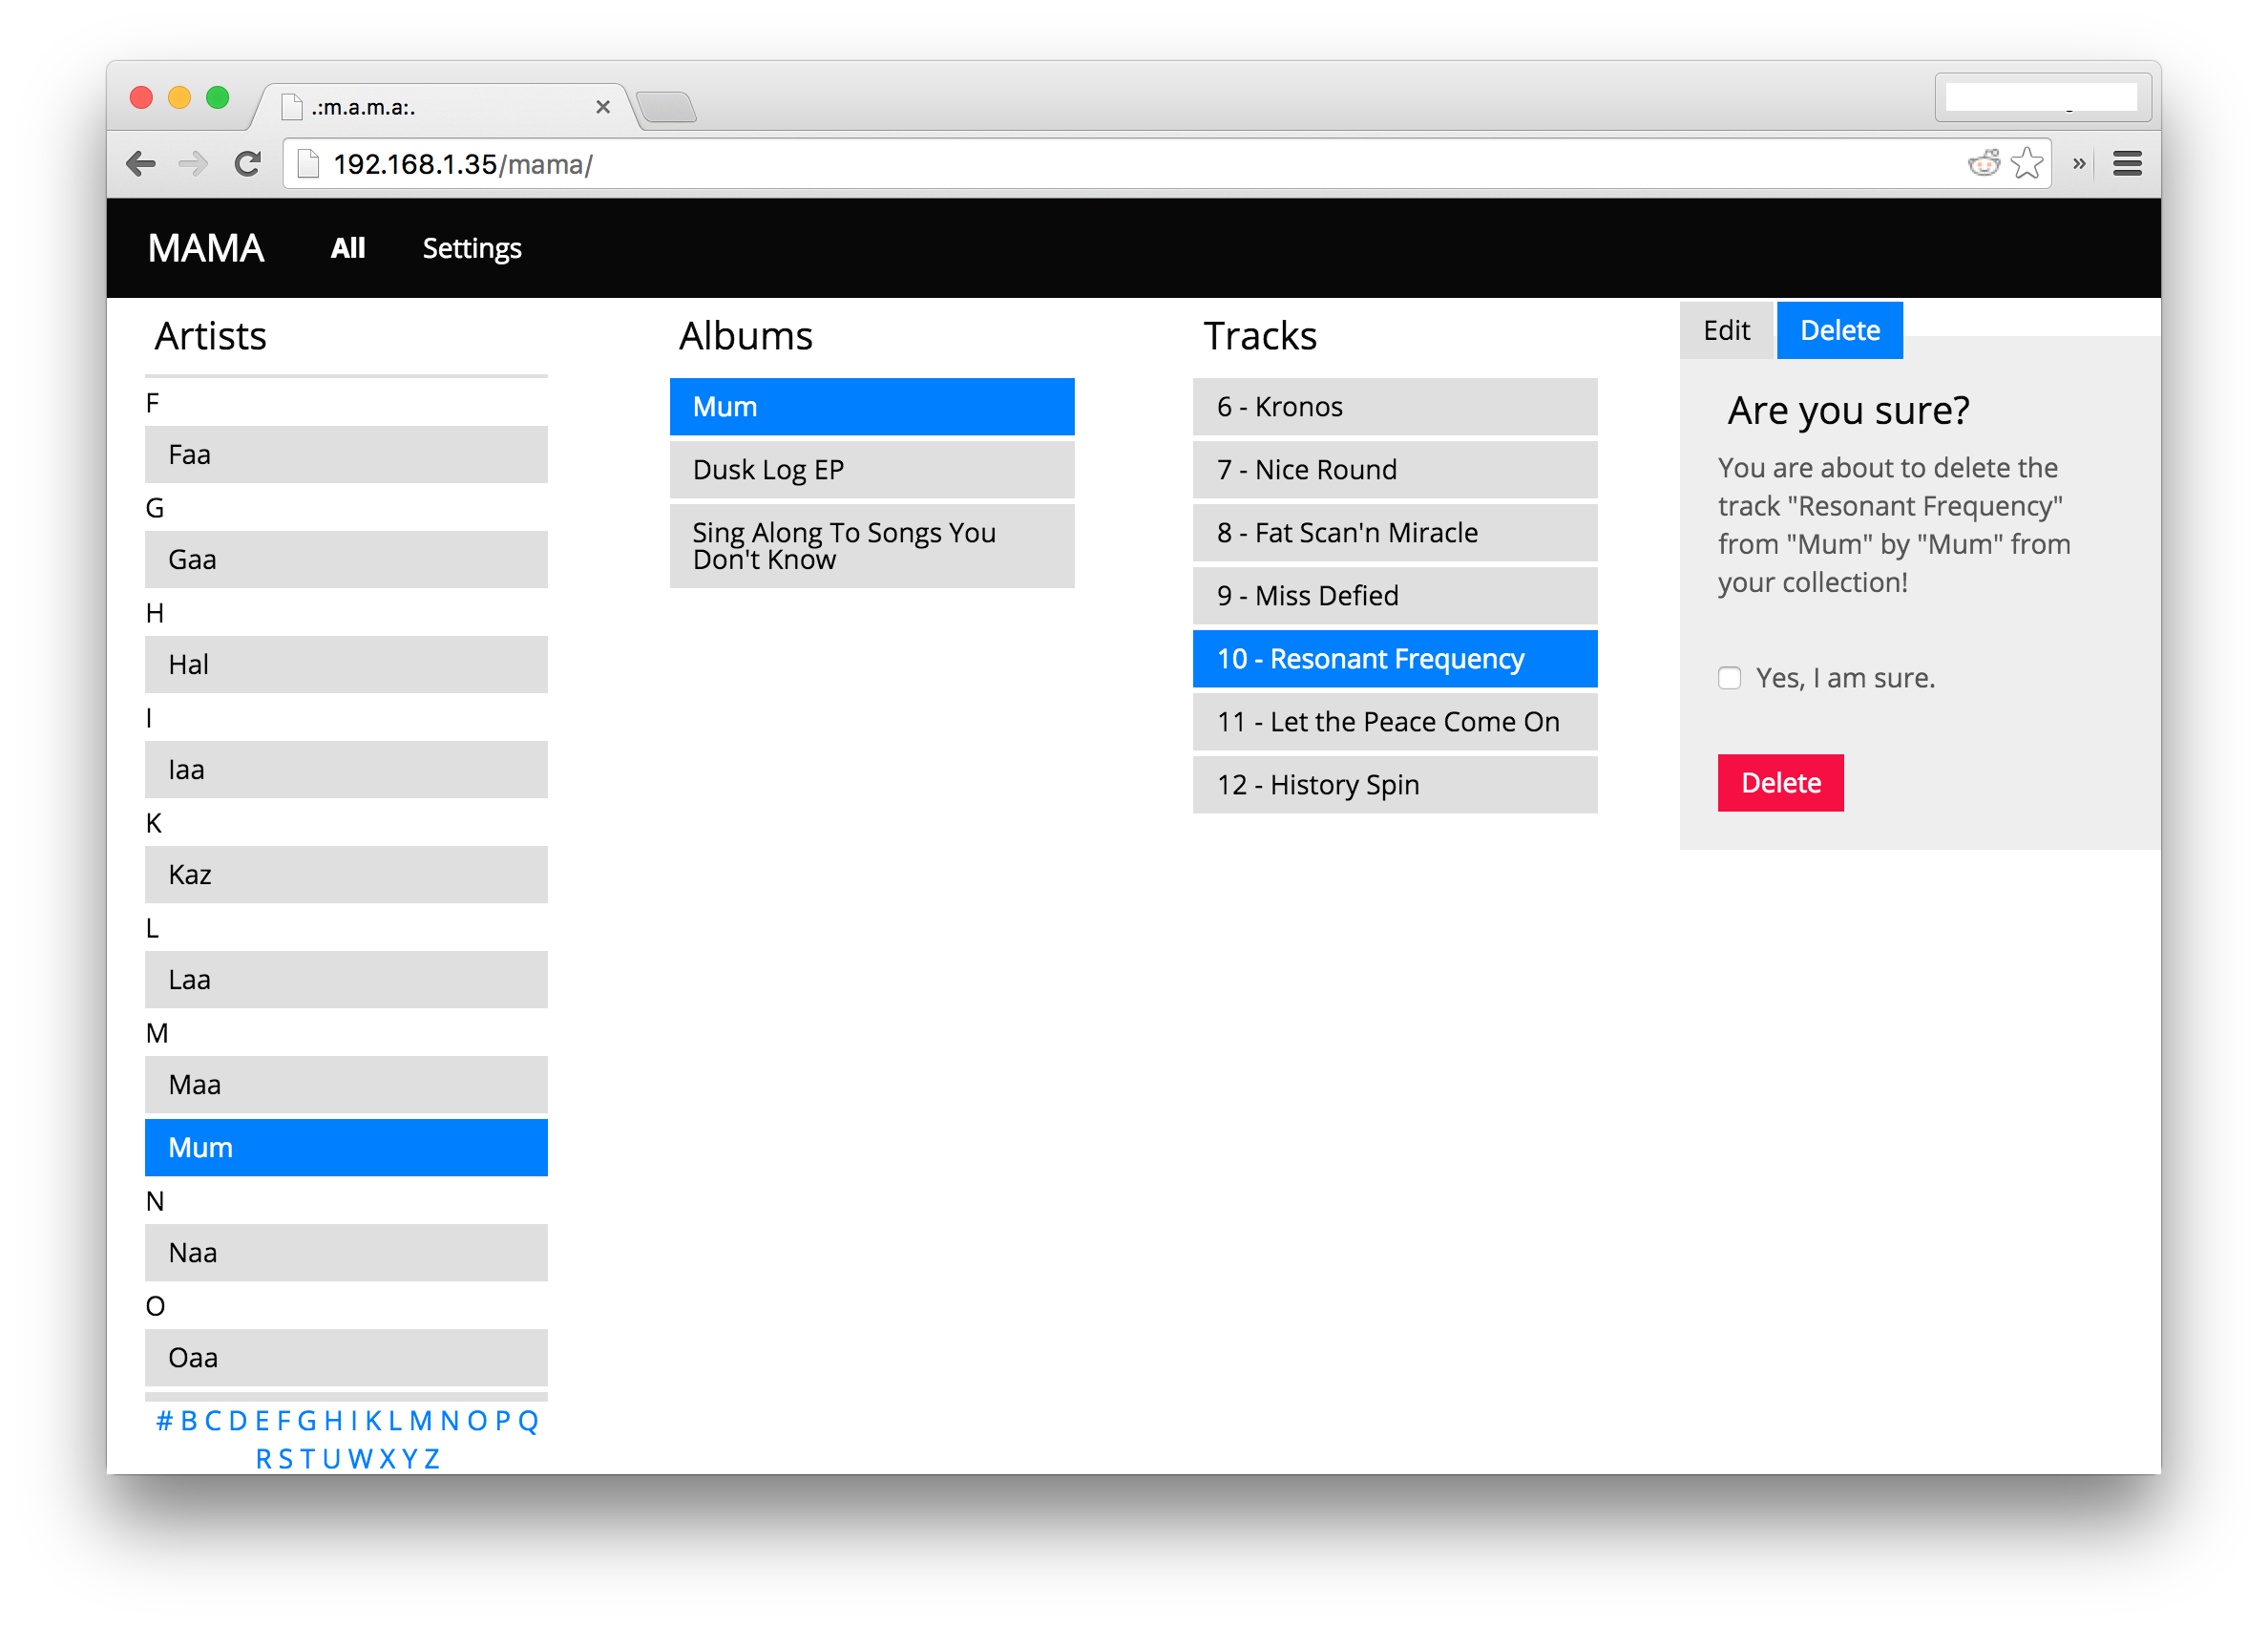 .:m.a.m.a:.
192.168.1.35/mama/
MAMA
All
Settings
Artists
F
Faa
G
Gaa
H
Hal
I
Iaa
K
Kaz
L
Laa
M
Maa
Mum
N
Naa
O
Oaa
# B C D E F G H I K L M N O P Q
R S T U W X Y Z
Albums
Mum
Dusk Log EP
Sing Along To Songs You
Don't Know
Tracks
6 - Kronos
7 - Nice Round
8 - Fat Scan'n Miracle
9 - Miss Defied
10 - Resonant Frequency
11 - Let the Peace Come On
12 - History Spin
Edit
Delete
Are you sure?
You are about to delete the
track "Resonant Frequency"
from "Mum" by "Mum" from
your collection!
Yes, I am sure.
Delete